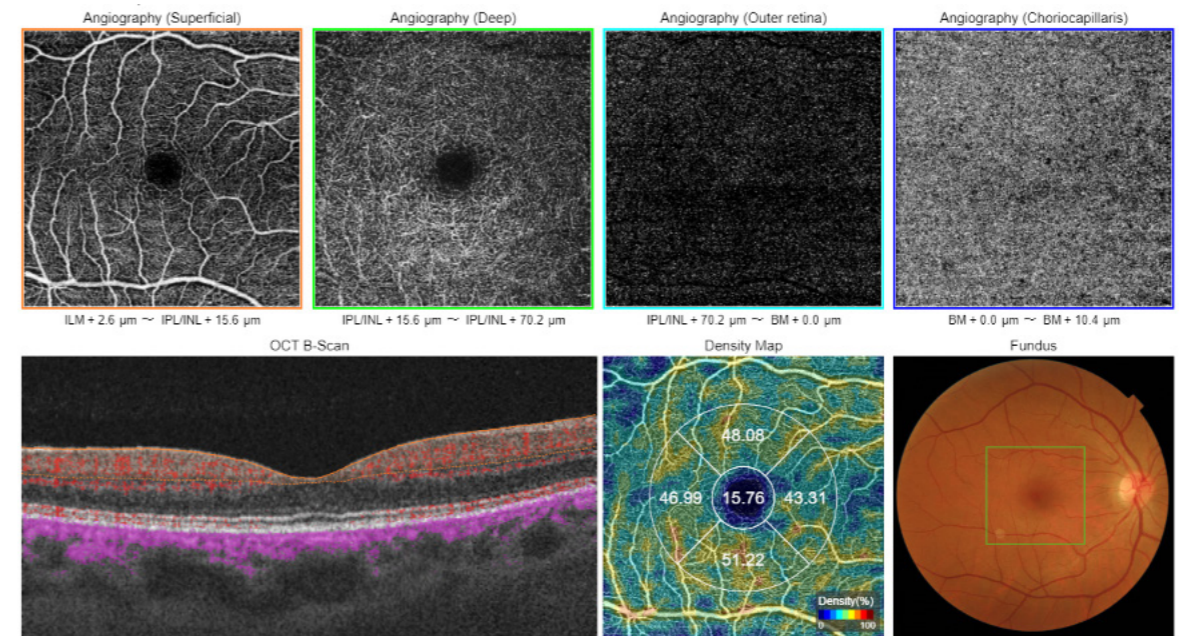 Angiography (Superficial)
Angiography (Deep)
Angiography (Outer retina)
Angiography (Choriocapillaris)
ILM + 2.6 µm ～ IPL/INL + 15.6 µm
IPL/INL + 15.6 µm ～ IPL/INL + 70.2 µm
IPL/INL + 70.2 µm ～ BM + 0.0 µm
BM + 0.0 µm ～ BM + 10.4 µm
OCT B-Scan
Density Map
Fundus
48.08
46.99 15.76 43.31
51.22
Density(%)
0 100